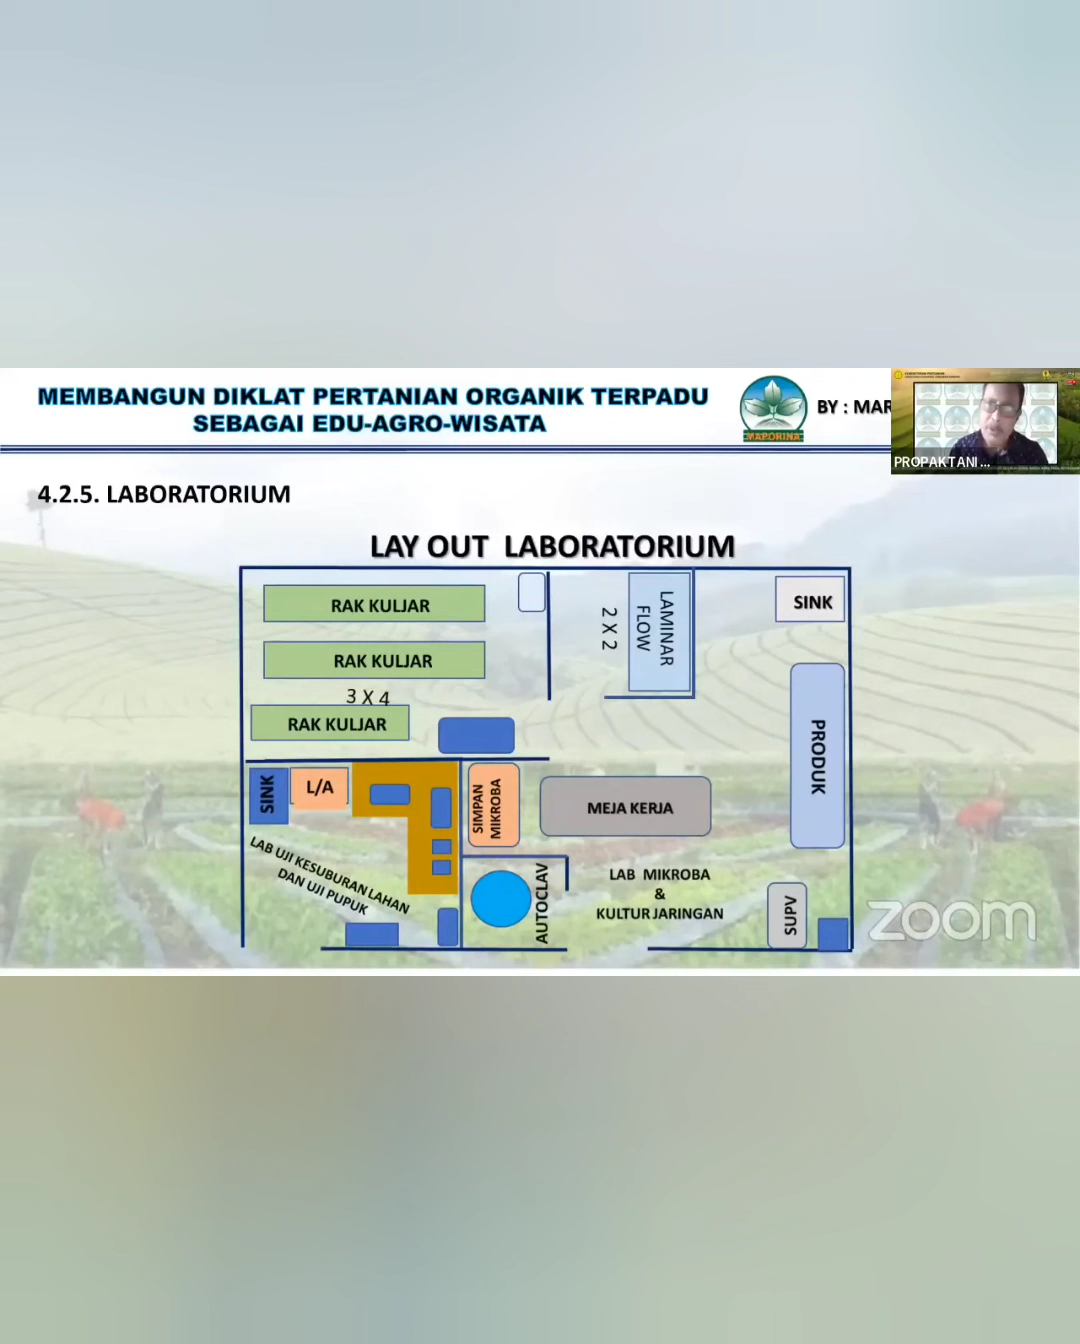 MEMBANGUN DIKLAT PERTANIAN ORGANIK TERPADU
SEBAGAI EDU-AGRO-WISATA
MAPORINA
BY : MAR
PROPAKTANI ...
4.2.5. LABORATORIUM
LAY OUT LABORATORIUM
RAK KULJAR
RAK KULJAR
3 X 4
RAK KULJAR
2 X 2
LAMINAR
FLOW
SINK
PRODUK
SINK
L/A
SIMPAN
MIKROBA
MEJA KERJA
LAB UJI KESUBURAN LAHAN
DAN UJI PUPUK
AUTOCLAV
LAB MIKROBA
&
KULTUR JARINGAN
SUPV
zoom